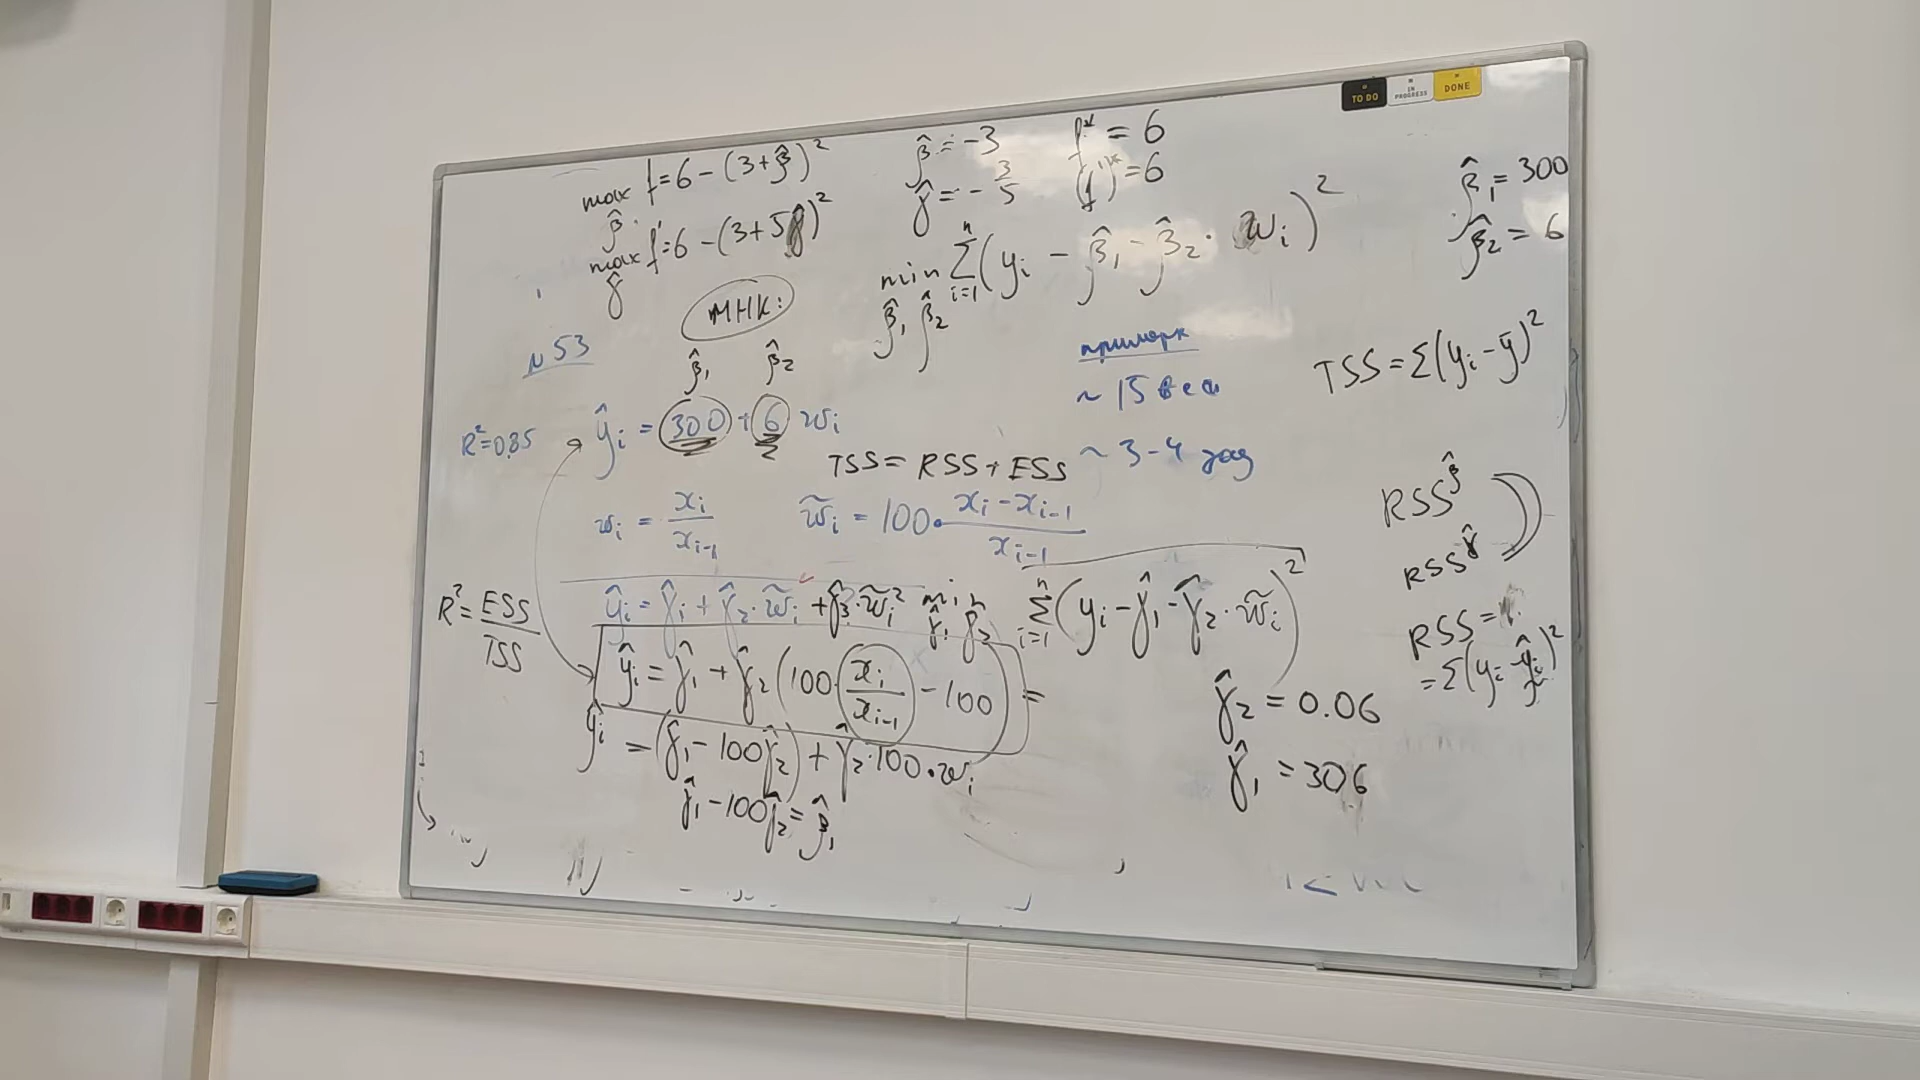 TO DO
IN PROGRESS
DONE
max f = 6 - (3 + β̂)²
β̂
max f' = 6 - (3 + 5γ̂)²
γ̂
β̂ = -3
γ̂ = -3/5
f* = 6
(f')* = 6
МНК:
min Σ(yᵢ - β̂₁ - β̂₂ · wᵢ)²
i=1 n
β̂₁ β̂₂
β̂₁ = 300
β̂₂ = 6
N53
β̂₁ β̂₂
R² = 0.85
ŷᵢ = 300 + 6 wᵢ
TSS = RSS + ESS
~ 15 вес
~ 3-4 зад
TSS = Σ(yᵢ - ȳ)²
wᵢ = xᵢ/xᵢ₋₁
w̃ᵢ = 100 · (xᵢ - xᵢ₋₁)/xᵢ₋₁
RSS^β̂
RSS^γ̂
RSS =
= Σ(yᵢ - ŷᵢ)²
R² = ESS/TSS
ŷᵢ = γ̂₁ + γ̂₂ · w̃ᵢ + γ̂₃ · w̃ᵢ²
min Σ(yᵢ - γ̂₁ - γ̂₂ · w̃ᵢ)²
γ̂₁ γ̂₂ i=1 n
ŷᵢ = γ̂₁ + γ̂₂(100 · xᵢ/xᵢ₋₁ - 100) =
ŷᵢ = (γ̂₁ - 100γ̂₂) + γ̂₂ · 100 · wᵢ
γ̂₁ - 100γ̂₂ = β̂₁
γ̂₂ = 0.06
γ̂₁ = 306